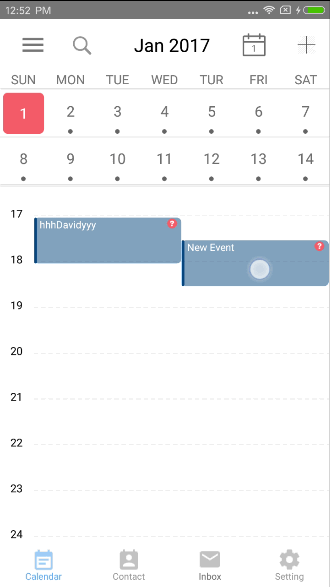 12:52 PM
Jan 2017
1
SUN MON TUE WED TUR FRI SAT
1 2 3 4 5 6 7
8 9 10 11 12 13 14
17
hhhDavidyyy ?
New Event ?
18
19
20
21
22
23
24
Calendar Contact Inbox Setting